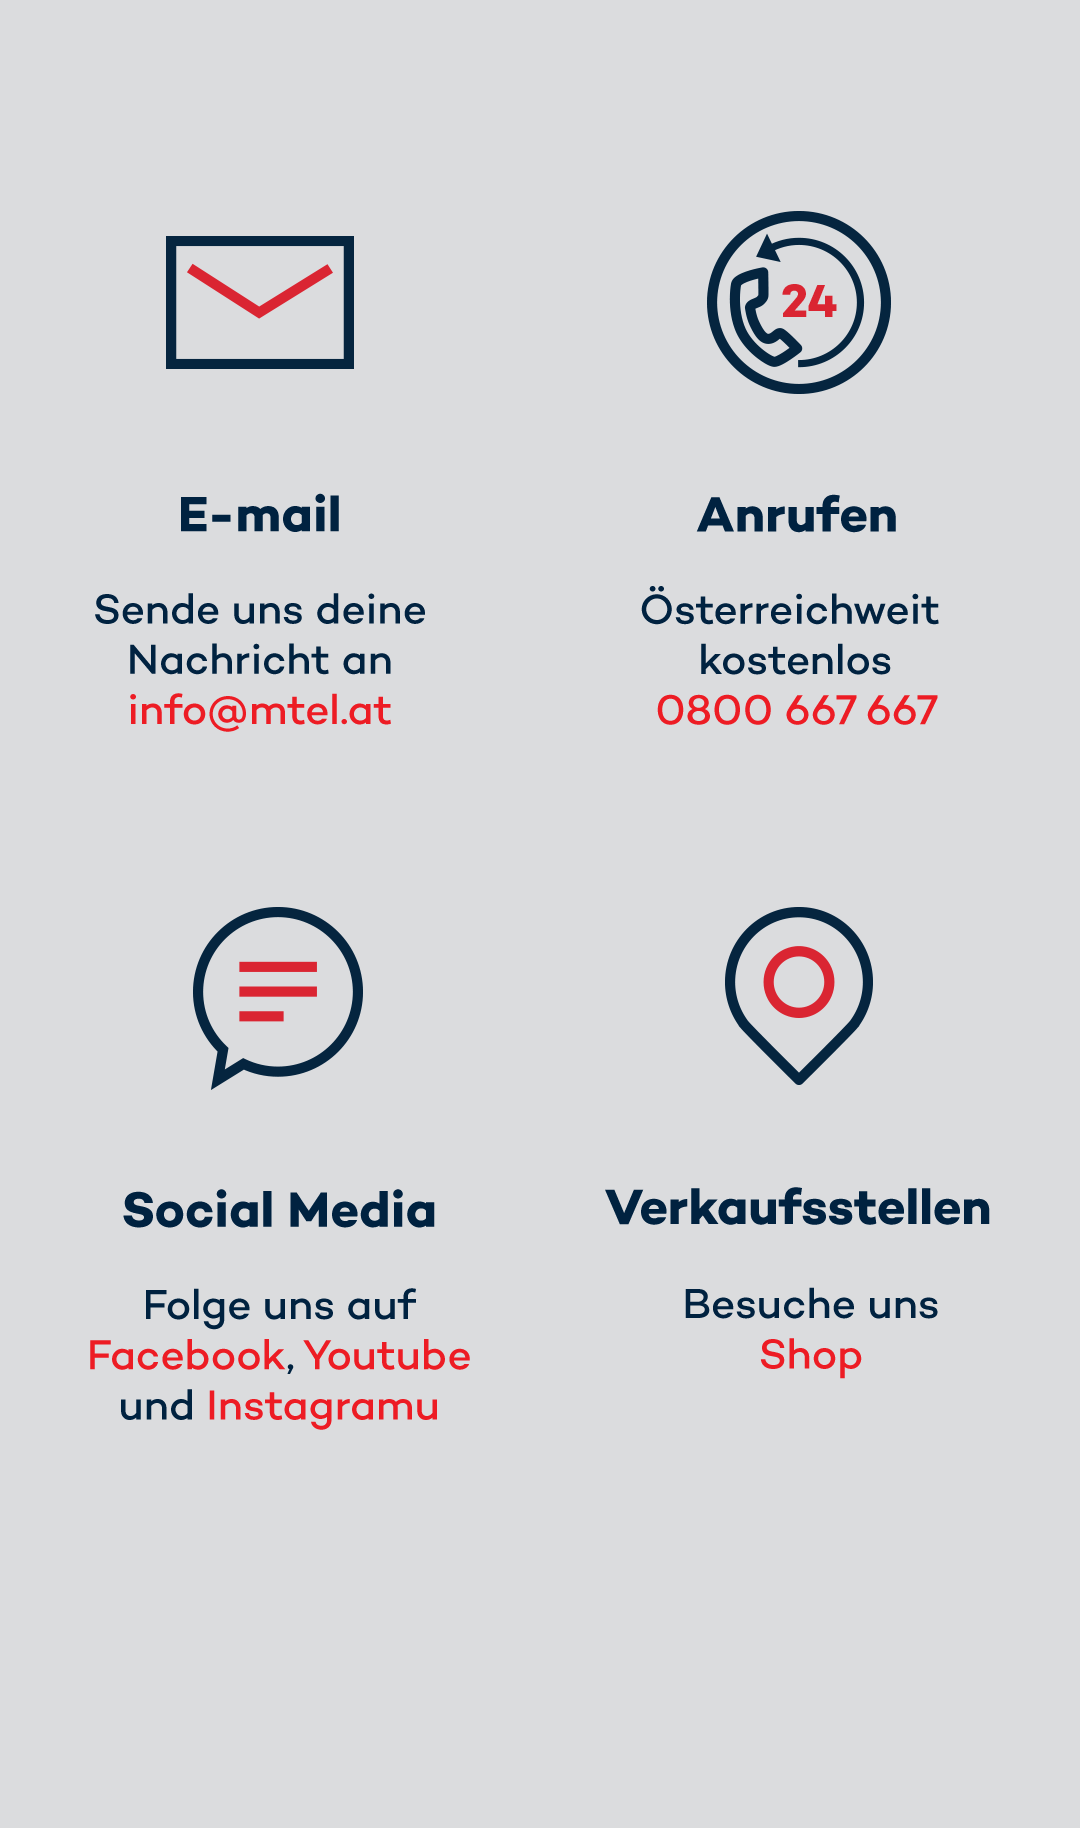 E-mail
Sende uns deine
Nachricht an
info@mtel.at
24
Anrufen
Österreichweit
kostenlos
0800 667 667
Social Media
Folge uns auf
Facebook, Youtube
und Instagramu
Verkaufsstellen
Besuche uns
Shop